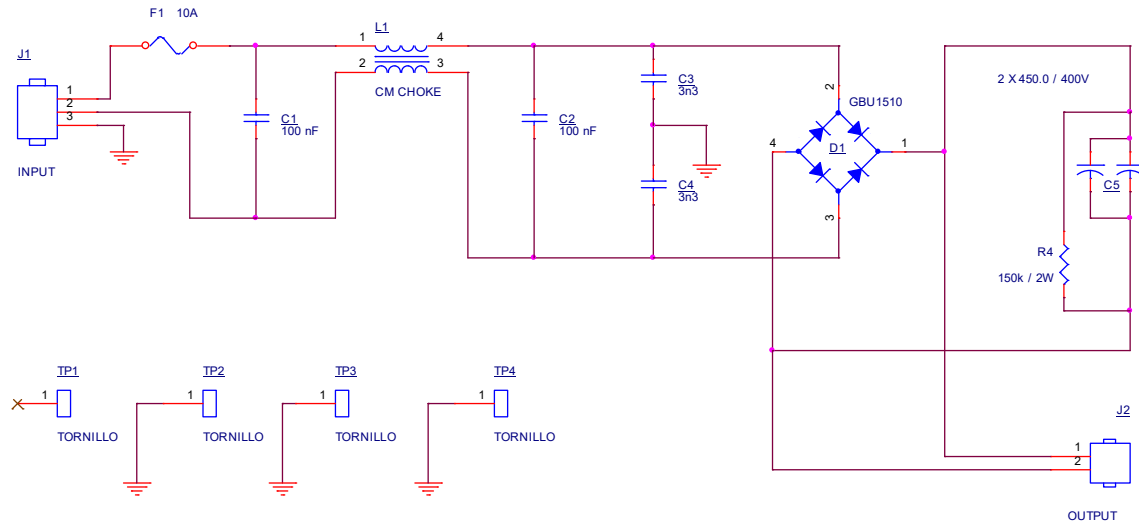 F1 10A
J1
1
2
3
INPUT
L1
1 4
2 3
CM CHOKE
C1
100 nF
C2
100 nF
C3
3n3
C4
3n3
2
GBU1510
4
D1
1
3
2 X 450.0 / 400V
C5
R4
150k / 2W
TP1
1
TORNILLO
TP2
1
TORNILLO
TP3
1
TORNILLO
TP4
1
TORNILLO
J2
1
2
OUTPUT